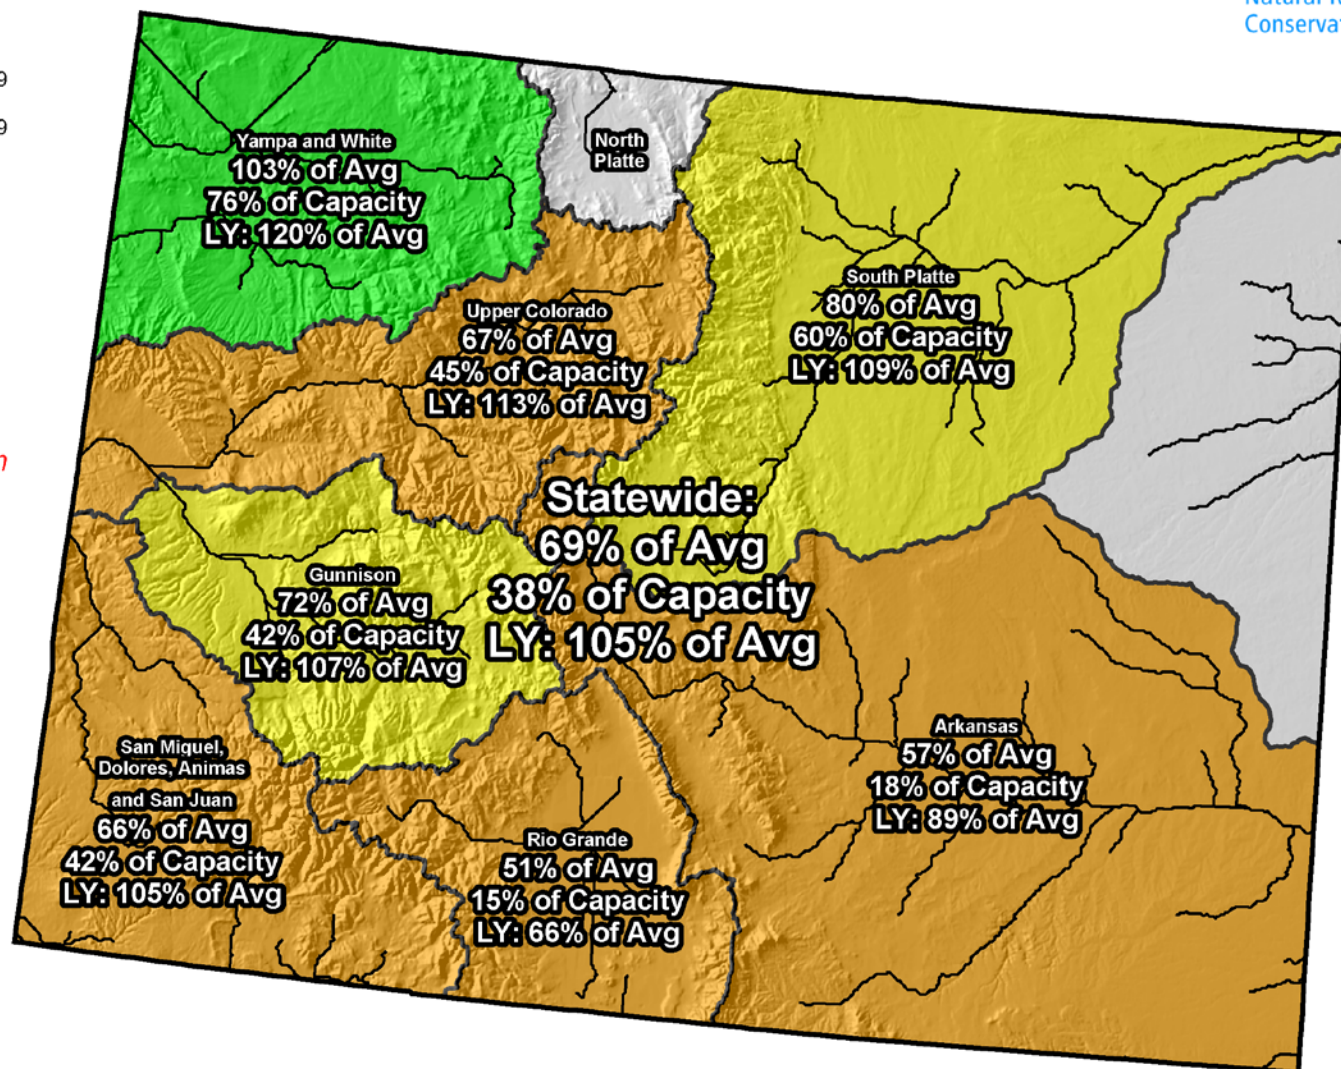 Conserva
9
9
n
Yampa and White
103% of Avg
76% of Capacity
LY: 120% of Avg
North
Platte
South Platte
80% of Avg
60% of Capacity
LY: 109% of Avg
Upper Colorado
67% of Avg
45% of Capacity
LY: 113% of Avg
Statewide:
69% of Avg
38% of Capacity
LY: 105% of Avg
Gunnison
72% of Avg
42% of Capacity
LY: 107% of Avg
San Miguel,
Dolores, Animas
and San Juan
66% of Avg
42% of Capacity
LY: 105% of Avg
Rio Grande
51% of Avg
15% of Capacity
LY: 66% of Avg
Arkansas
57% of Avg
18% of Capacity
LY: 89% of Avg